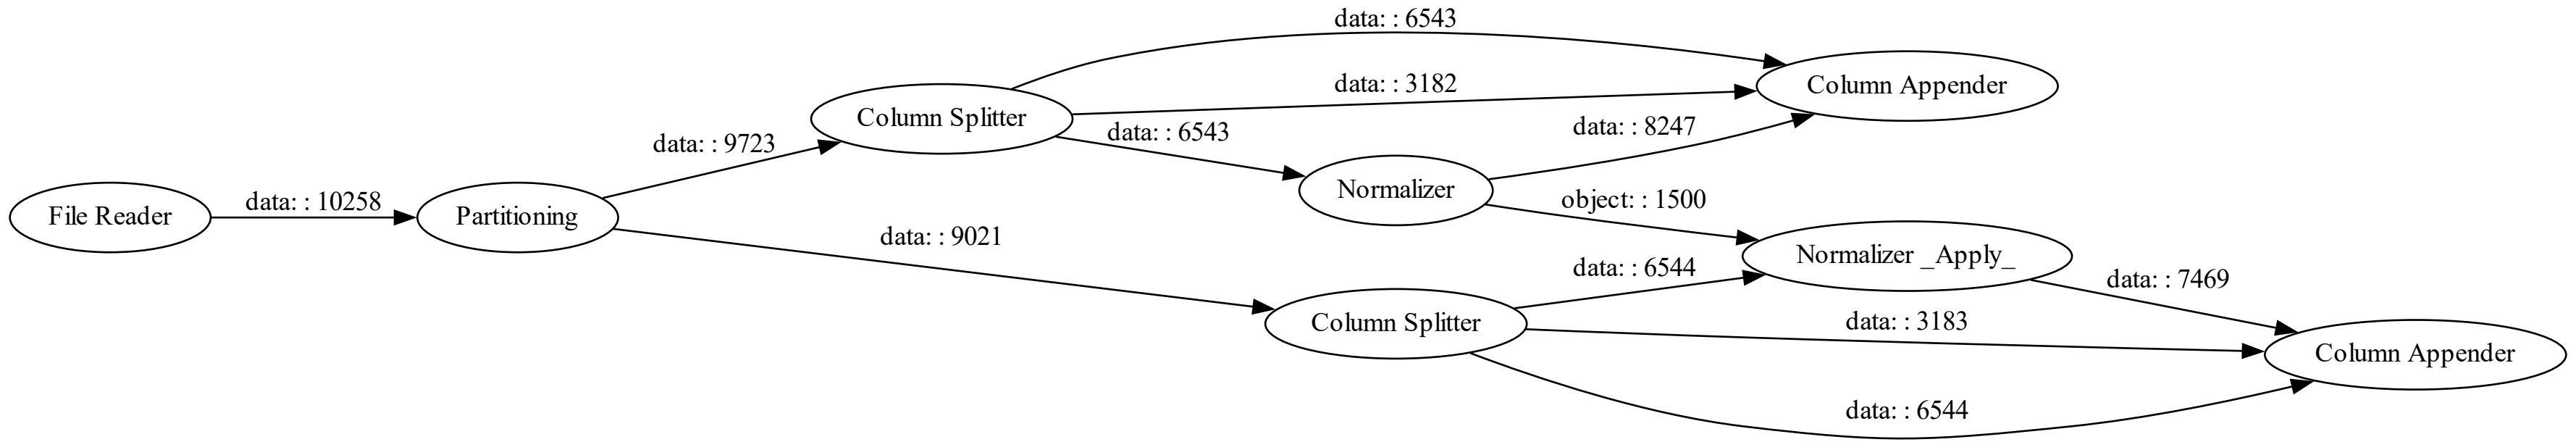 data: : 6543
data: : 3182
Column Appender
Column Splitter
data: : 6543
data: : 8247
data: : 9723
Normalizer
object: : 1500
File Reader
data: : 10258
Partitioning
data: : 9021
Normalizer _Apply_
data: : 6544
data: : 7469
Column Splitter
data: : 3183
Column Appender
data: : 6544